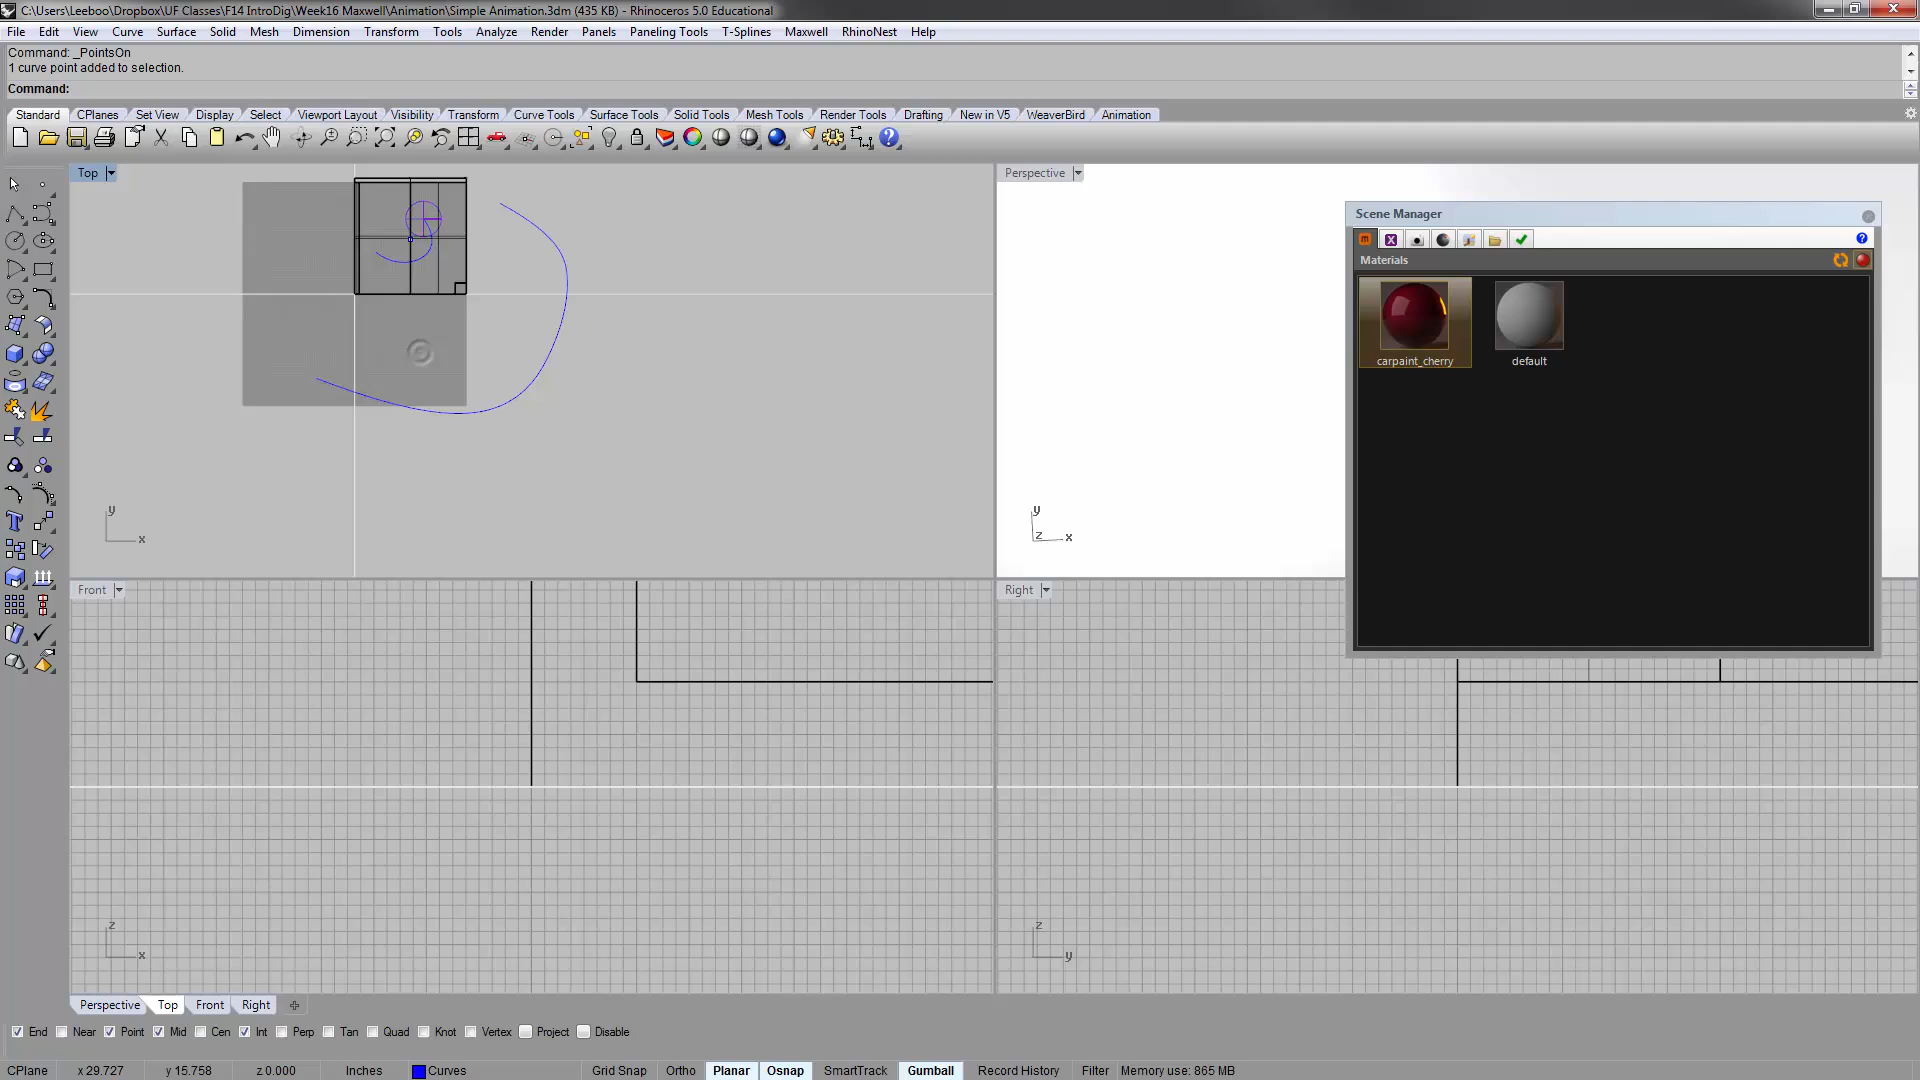 C:\Users\Leeboo\Dropbox\UF Classes\F14 IntroDig\Week16 Maxwell\Animation\Simple Animation.3dm (435 KB) - Rhinoceros 5.0 Educational
File Edit View Curve Surface Solid Mesh Dimension Transform Tools Analyze Render Panels Paneling Tools T-Splines Maxwell RhinoNest Help
Command: _PointsOn
1 curve point added to selection.
Command:
Standard CPlanes Set View Display Select Viewport Layout Visibility Transform Curve Tools Surface Tools Solid Tools Mesh Tools Render Tools Drafting New in V5 WeaverBird Animation
Top
Perspective
Scene Manager
Materials
carpaint_cherry
default
y
x
y
z x
Front
Right
z
x
z
y
Perspective Top Front Right
End Near Point Mid Cen Int Perp Tan Quad Knot Vertex Project Disable
CPlane x 29.727 y 15.758 z 0.000 Inches Curves Grid Snap Ortho Planar Osnap SmartTrack Gumball Record History Filter Memory use: 865 MB